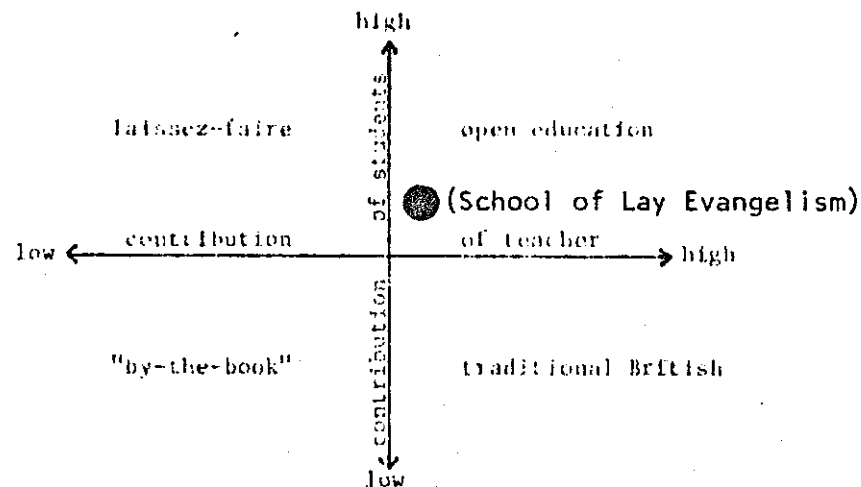 high
laissez-faire open education
of students
(School of Lay Evangelism)
low contribution of teacher high
"by-the-book" traditional British
contribution
low